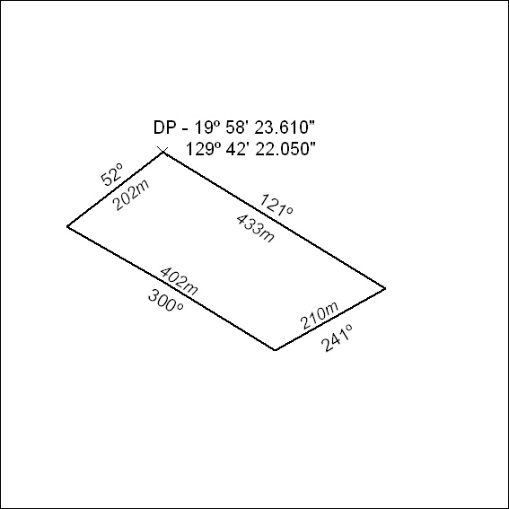 DP - 19º 58' 23.610"
129º 42' 22.050"
52º
202m
121º
433m
402m
300º
210m
241º